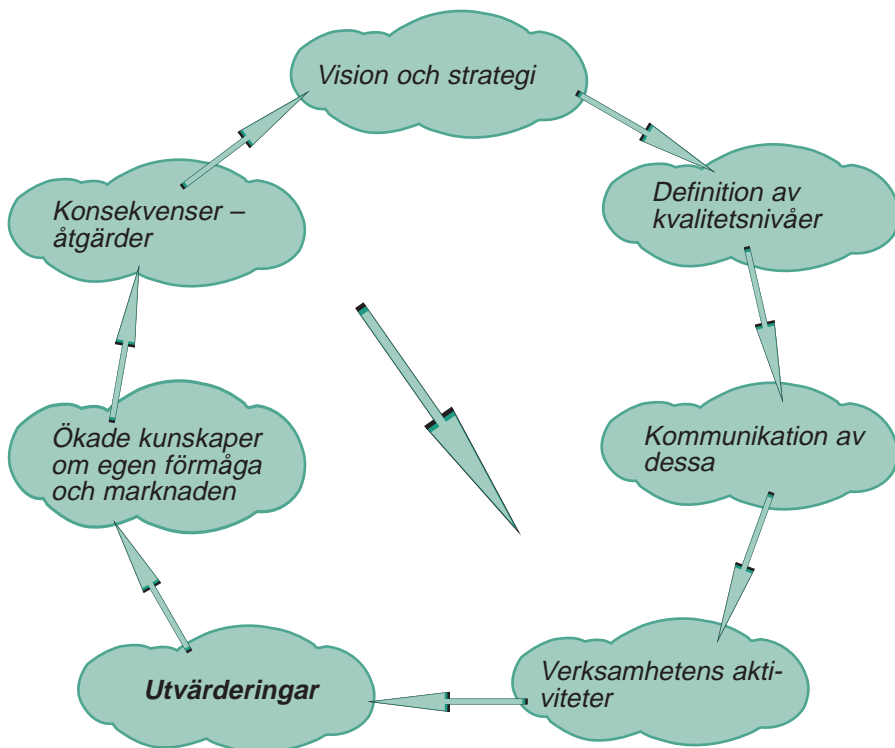 Vision och strategi
Definition av
kvalitetsnivåer
Kommunikation av
dessa
Verksamhetens akti-
viteter
Utvärderingar
Ökade kunskaper
om egen förmåga
och marknaden
Konsekvenser –
åtgärder